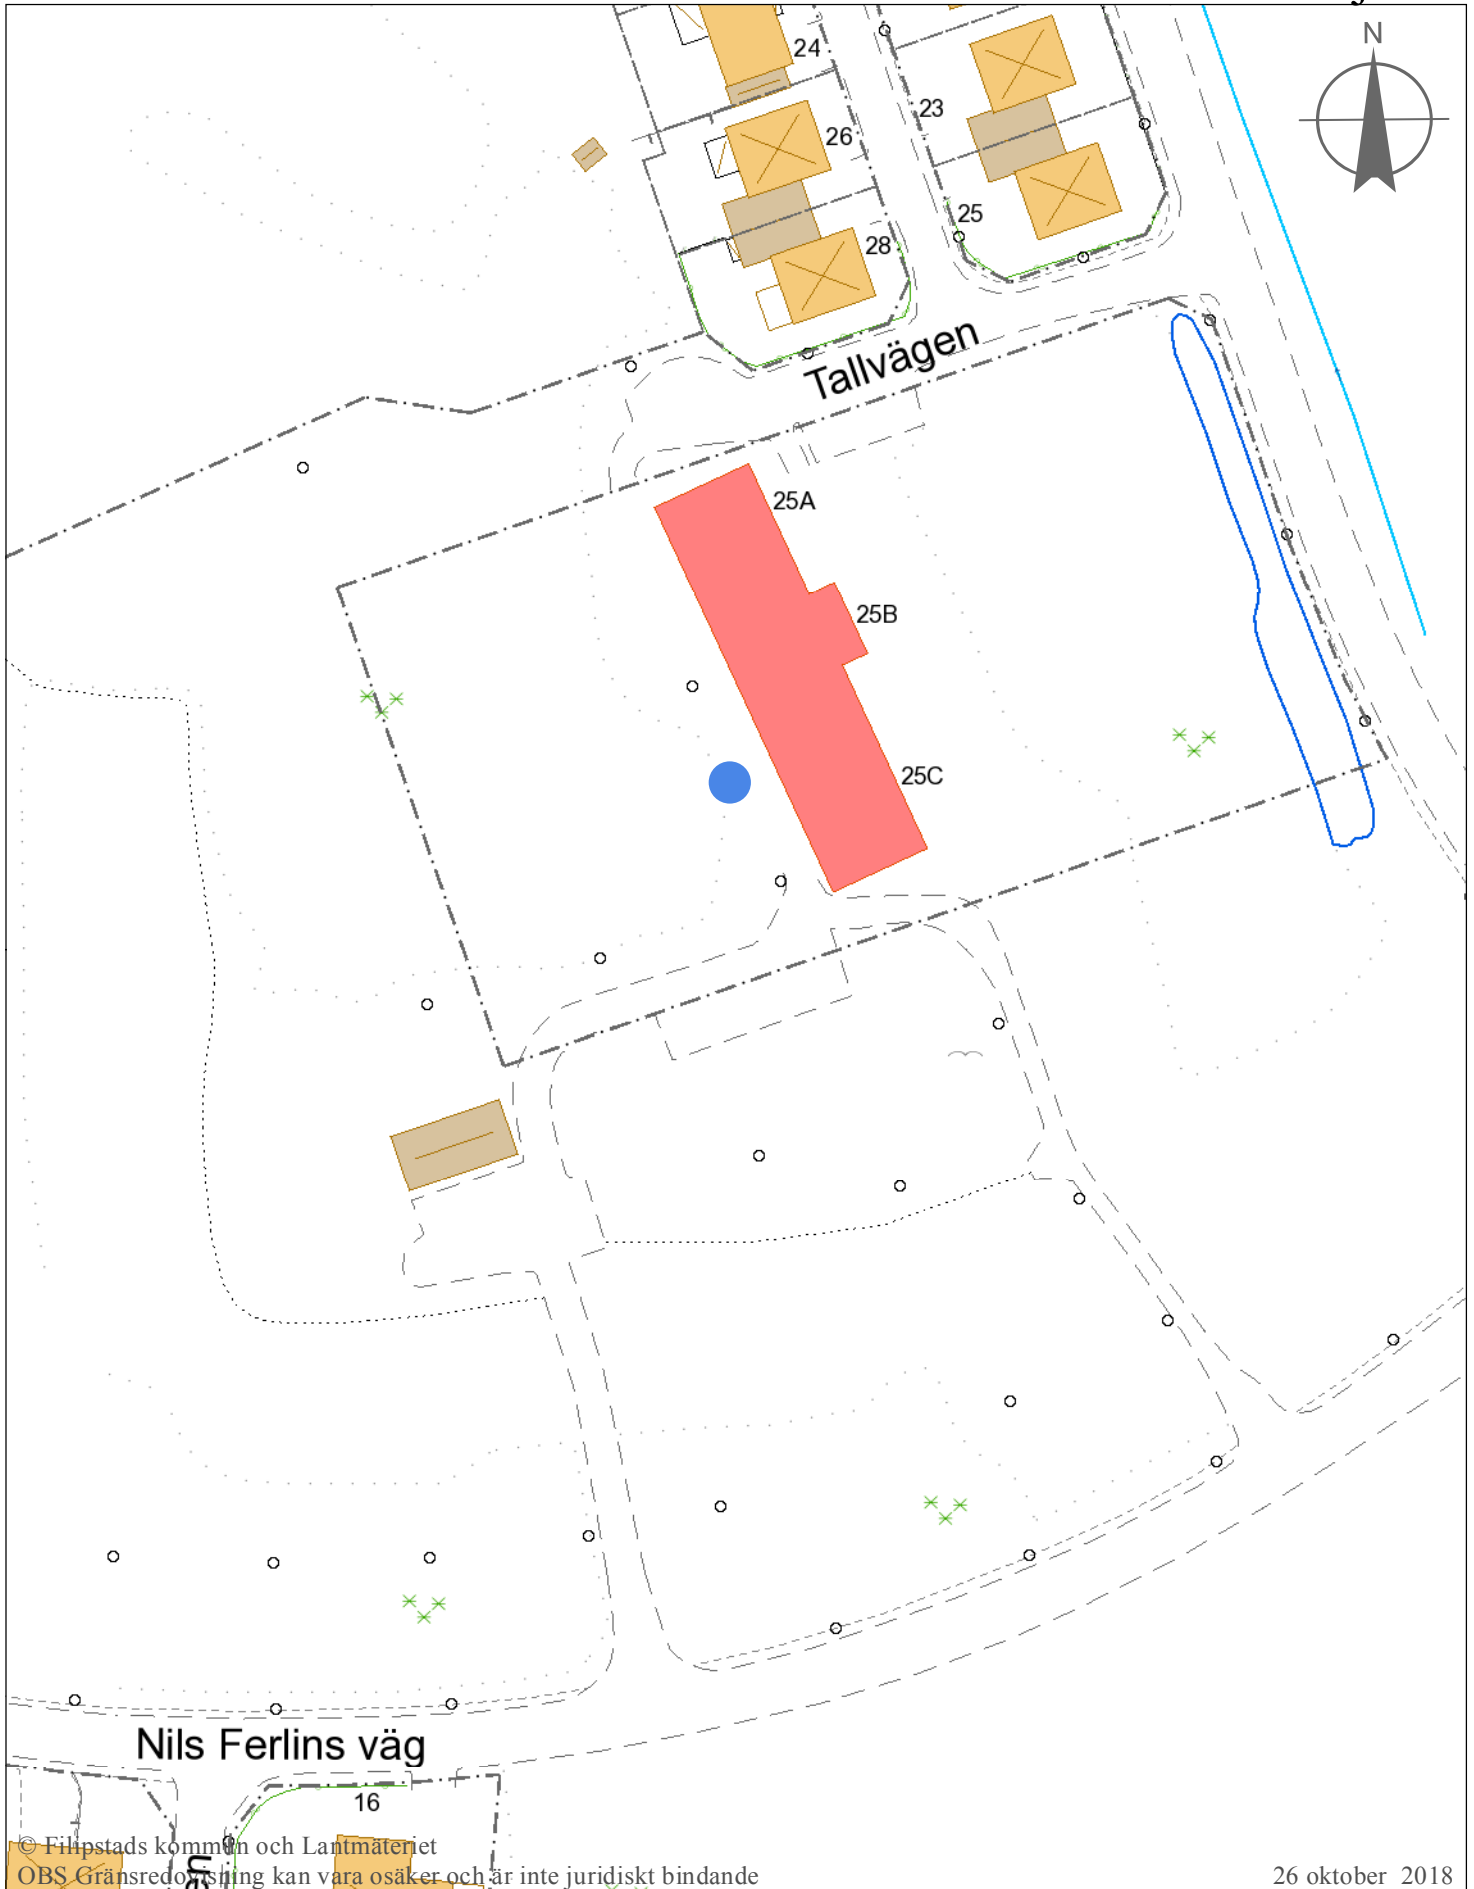 N
24
23
26
25
28
Tallvägen
25A
25B
25C
Nils Ferlins väg
16
© Filipstads kommun och Lantmäteriet
OBS Gränsredovisning kan vara osäker och är inte juridiskt bindande
26 oktober 2018